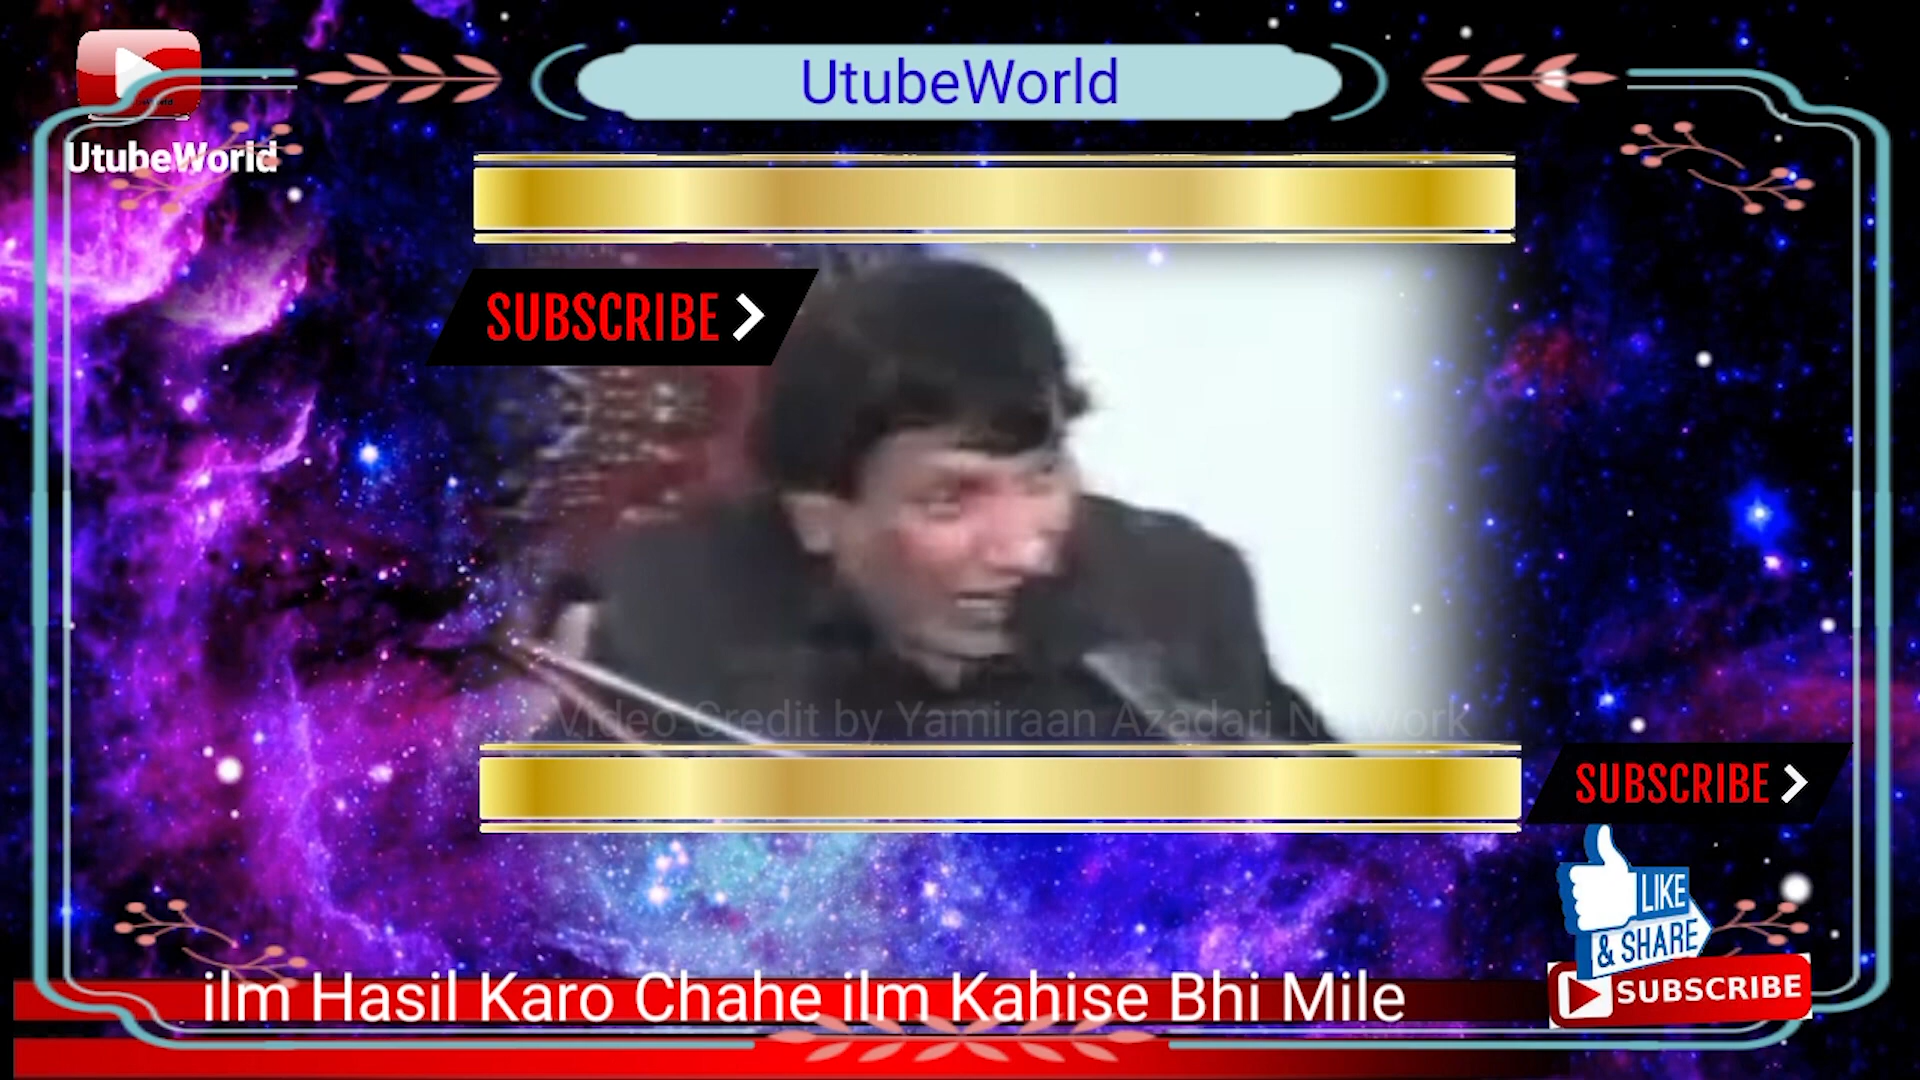 UtubeWorld
UtubeWorld
SUBSCRIBE
Video Credit by Yamiraan Azadari Network
SUBSCRIBE
LIKE
& SHARE
SUBSCRIBE
ilm Hasil Karo Chahe ilm Kahise Bhi Mile